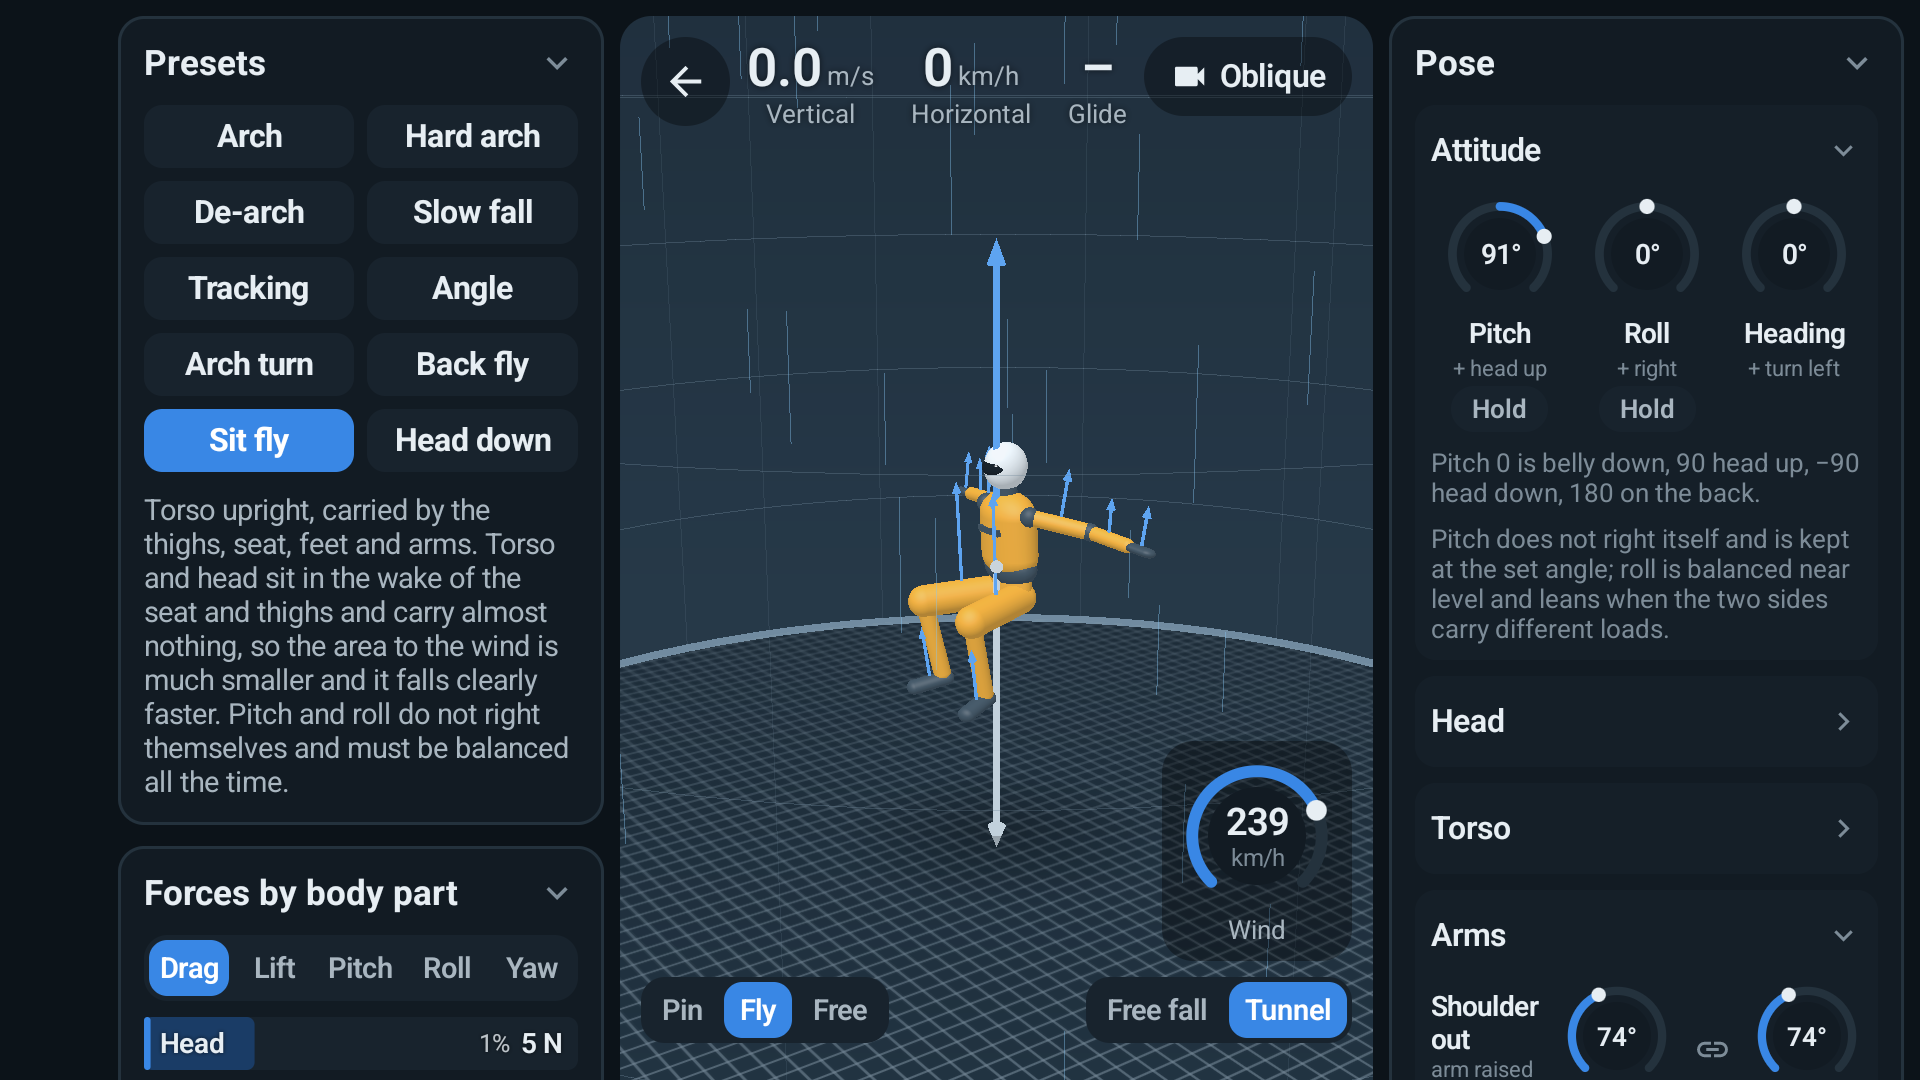 Presets
Arch
Hard arch
De-arch
Slow fall
Tracking
Angle
Arch turn
Back fly
Sit fly
Head down
Torso upright, carried by the
thighs, seat, feet and arms. Torso
and head sit in the wake of the
seat and thighs and carry almost
nothing, so the area to the wind is
much smaller and it falls clearly
faster. Pitch and roll do not right
themselves and must be balanced
all the time.
Forces by body part
Drag Lift Pitch Roll Yaw
Head 1% 5 N
0.0 m/s
Vertical
0 km/h
Horizontal
–
Glide
Oblique
239
km/h
Wind
Pin Fly Free
Free fall Tunnel
Pose
Attitude
91° 0° 0°
Pitch Roll Heading
+ head up + right + turn left
Hold Hold
Pitch 0 is belly down, 90 head up, −90
head down, 180 on the back.
Pitch does not right itself and is kept
at the set angle; roll is balanced near
level and leans when the two sides
carry different loads.
Head
Torso
Arms
Shoulder
out
arm raised
74° 74°